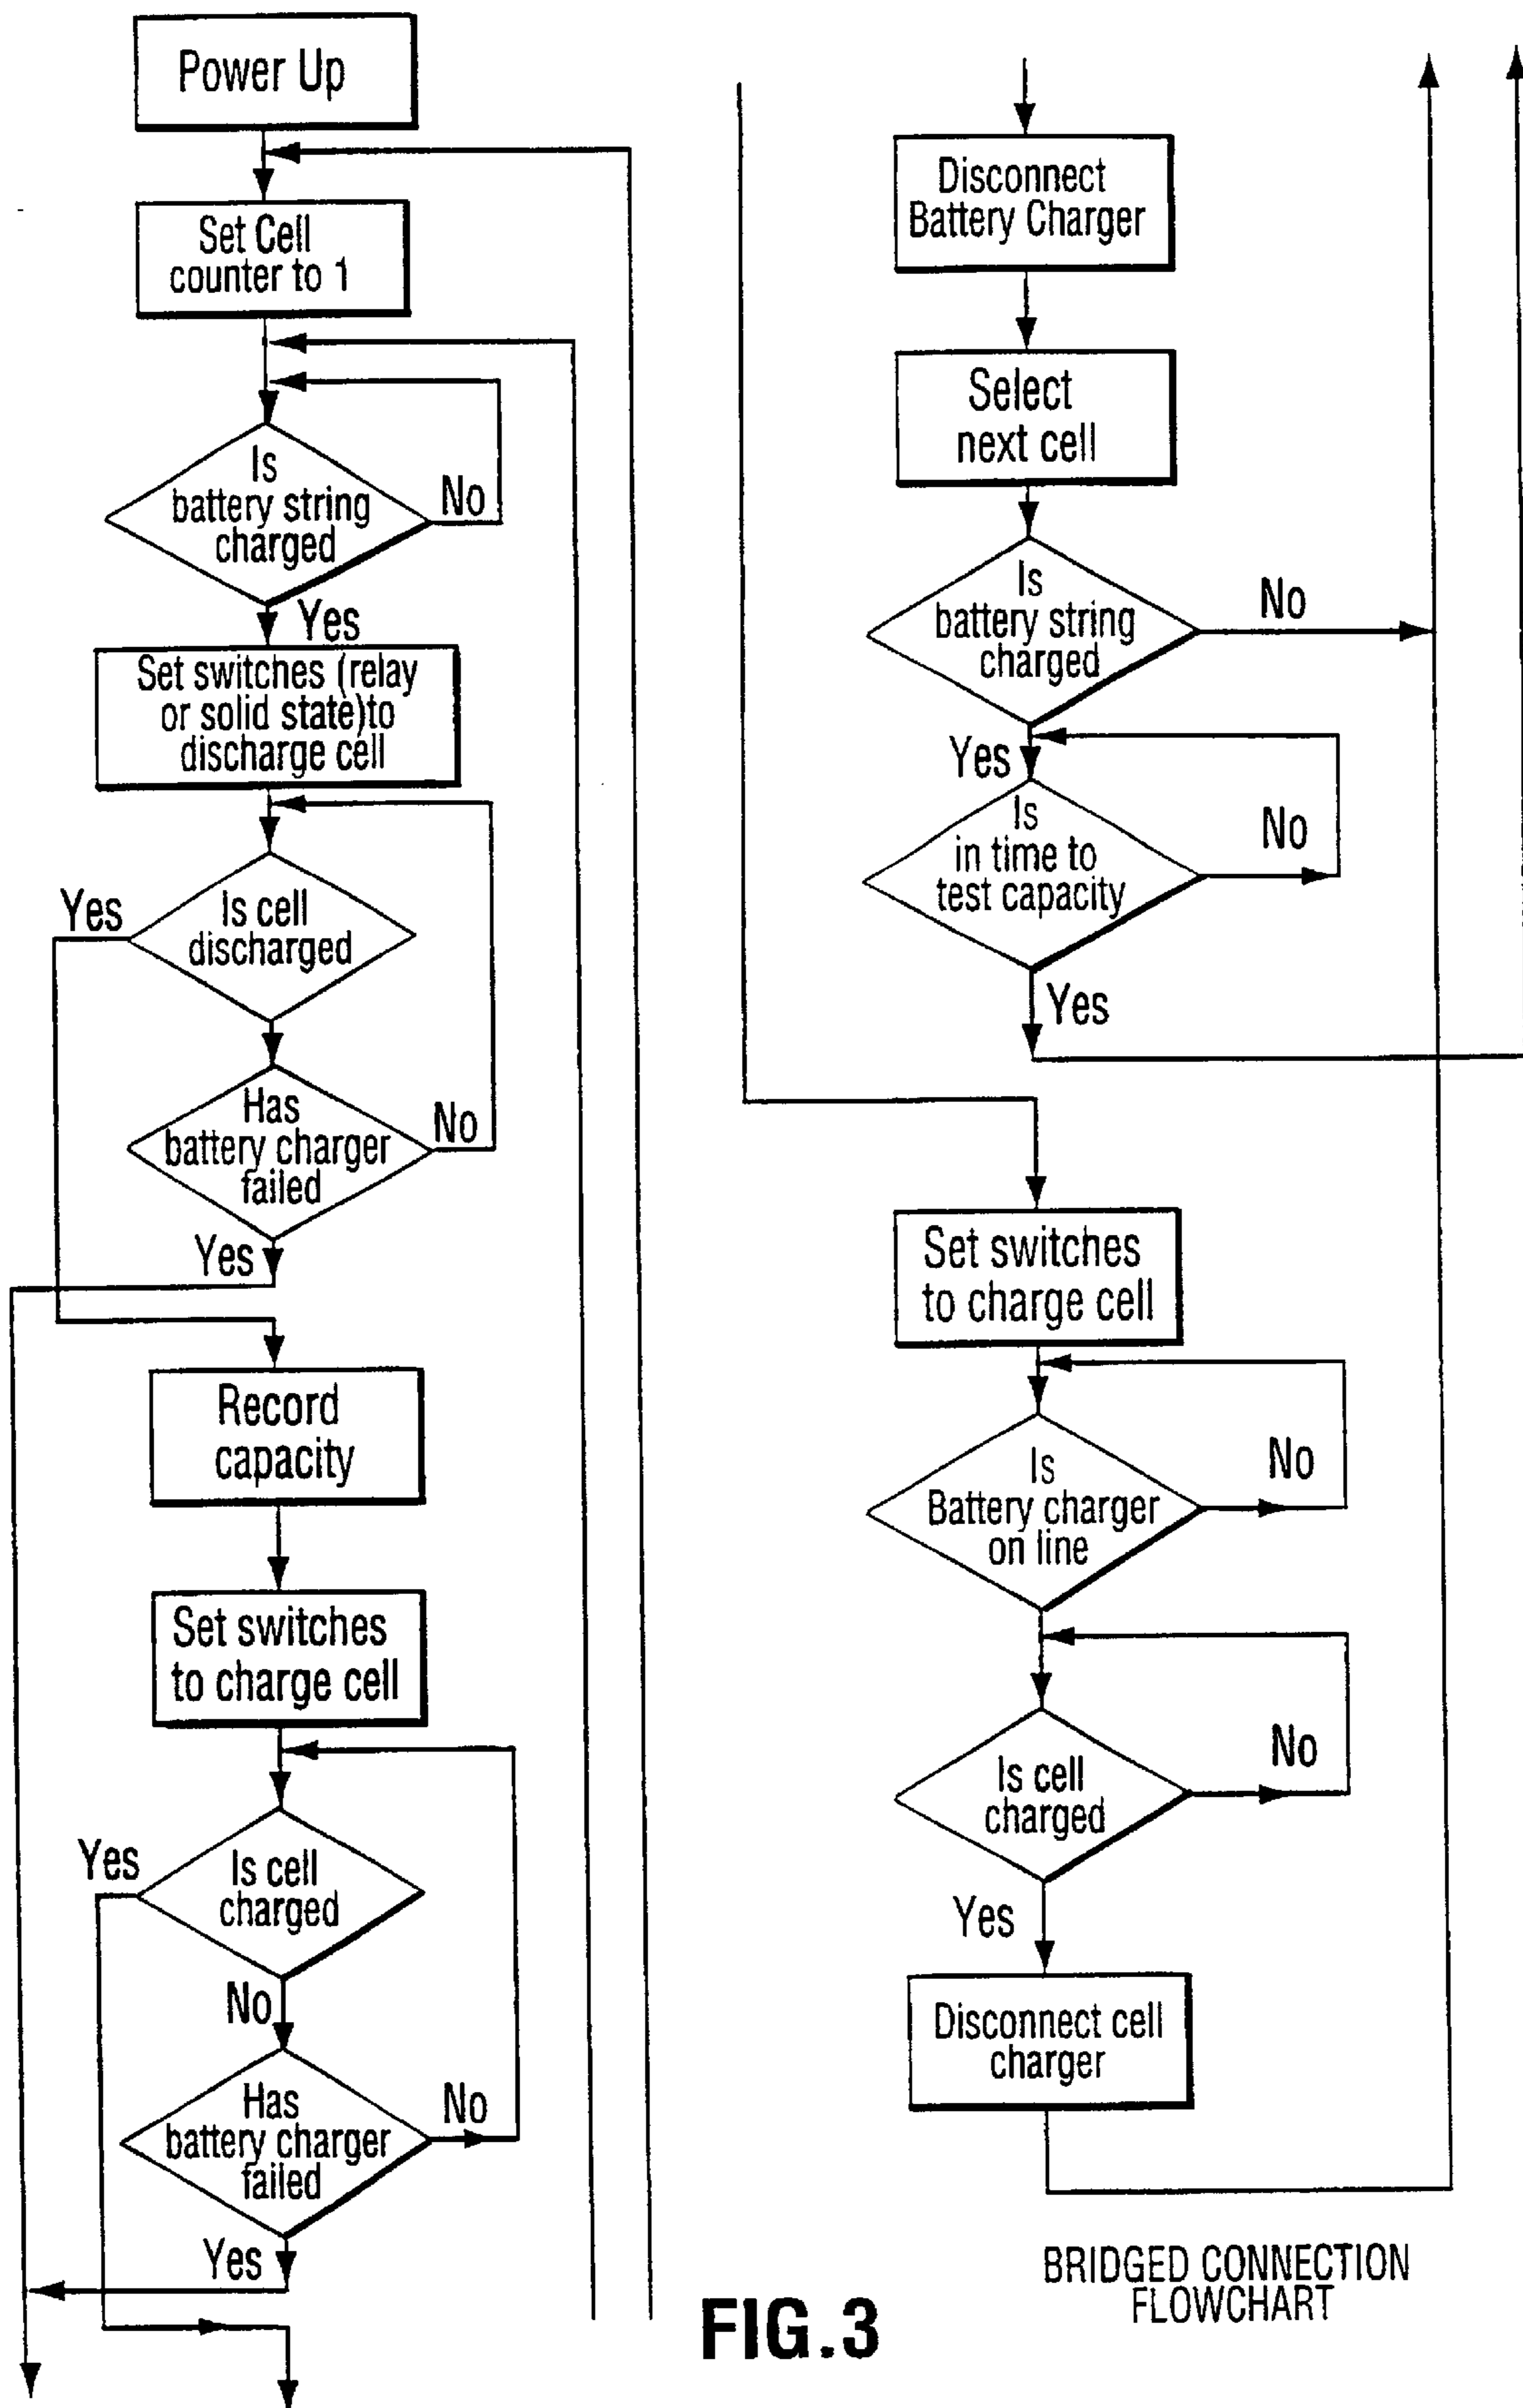 Power Up
Set Cell
counter to 1
Is
battery string
charged
No
Yes
Set switches (relay
or solid state)to
discharge cell
Yes
Is cell
discharged
Has
battery charger
failed
No
Yes
Record
capacity
Set switches
to charge cell
Yes
Is cell
charged
No
Has
battery charger
failed
No
Yes
Disconnect
Battery Charger
Select
next cell
Is
battery string
charged
No
Yes
Is
in time to
test capacity
No
Yes
Set switches
to charge cell
Is
Battery charger
on line
No
Is cell
charged
No
Yes
Disconnect cell
charger
BRIDGED CONNECTION
FLOWCHART
FIG.3